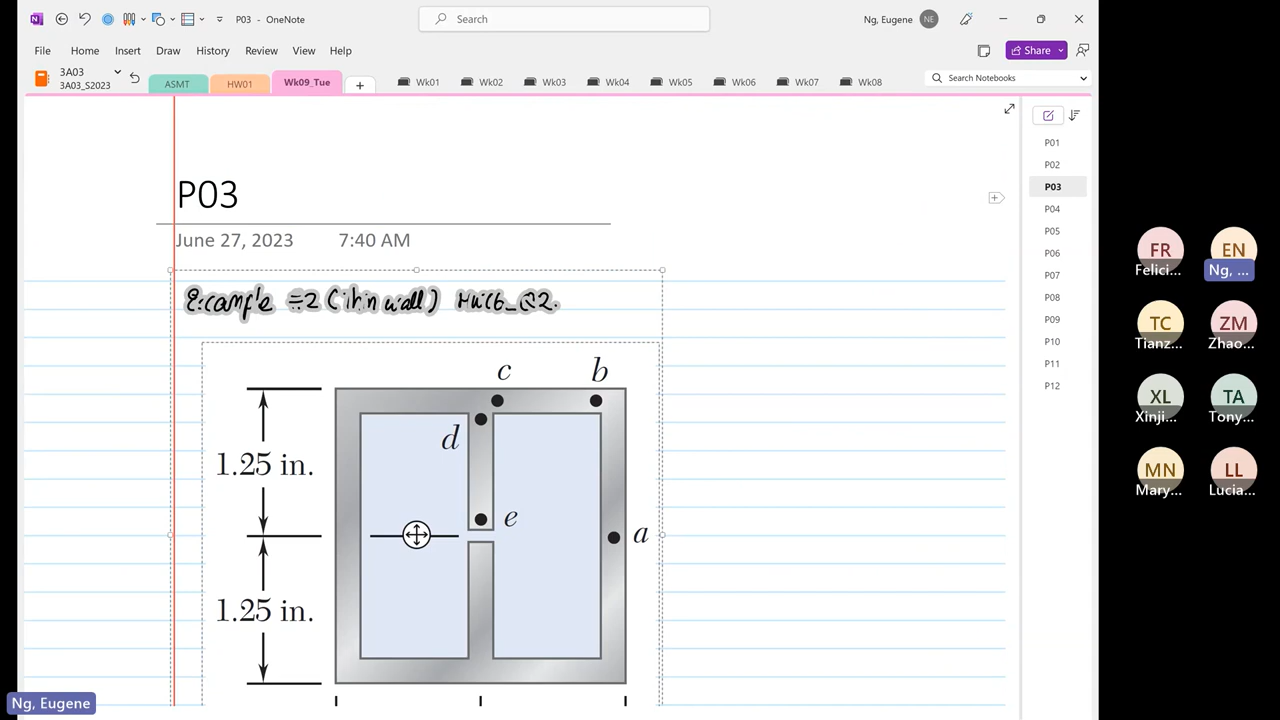 P03 - OneNote
Search
Ng, Eugene
NE
File Home Insert Draw History Review View Help
Share
3A03
3A03_S2023
ASMT
HW01
Wk09_Tue
Wk01
Wk02
Wk03
Wk04
Wk05
Wk06
Wk07
Wk08
Search Notebooks
P03
June 27, 2023 7:40 AM
(thin wall)
c
b
d
1.25 in.
e
a
1.25 in.
P01
P02
P03
P04
P05
P06
P07
P08
P09
P10
P11
P12
FR
Felici...
EN
Ng, ...
TC
Tianz...
ZM
Zhao...
XL
Xinji...
TA
Tony...
MN
Mary...
LL
Lucia...
Ng, Eugene